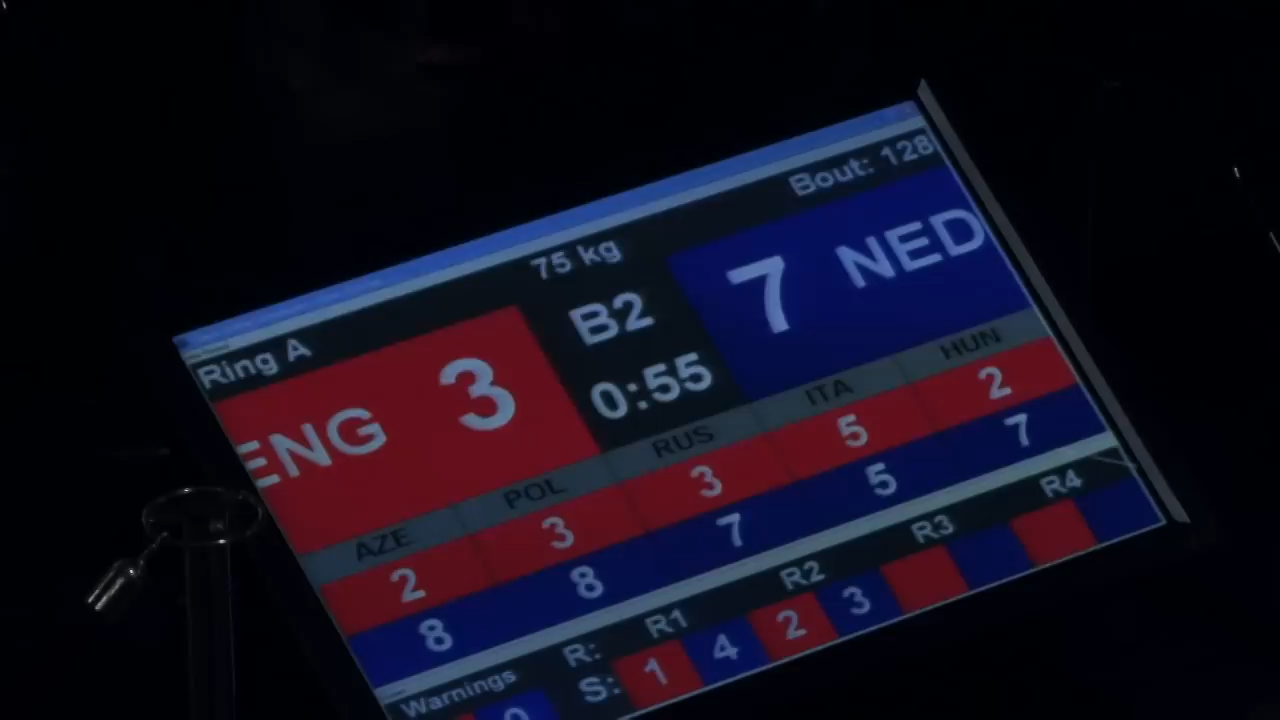 Bout: 128
75 kg
Ring A
ENG 3 B2 7 NED
0:55
AZE POL RUS ITA HUN
2 3 3 5 2
8 8 7 5 7
R: R1 R2 R3 R4
S: 1 4 2 3
Warnings
0